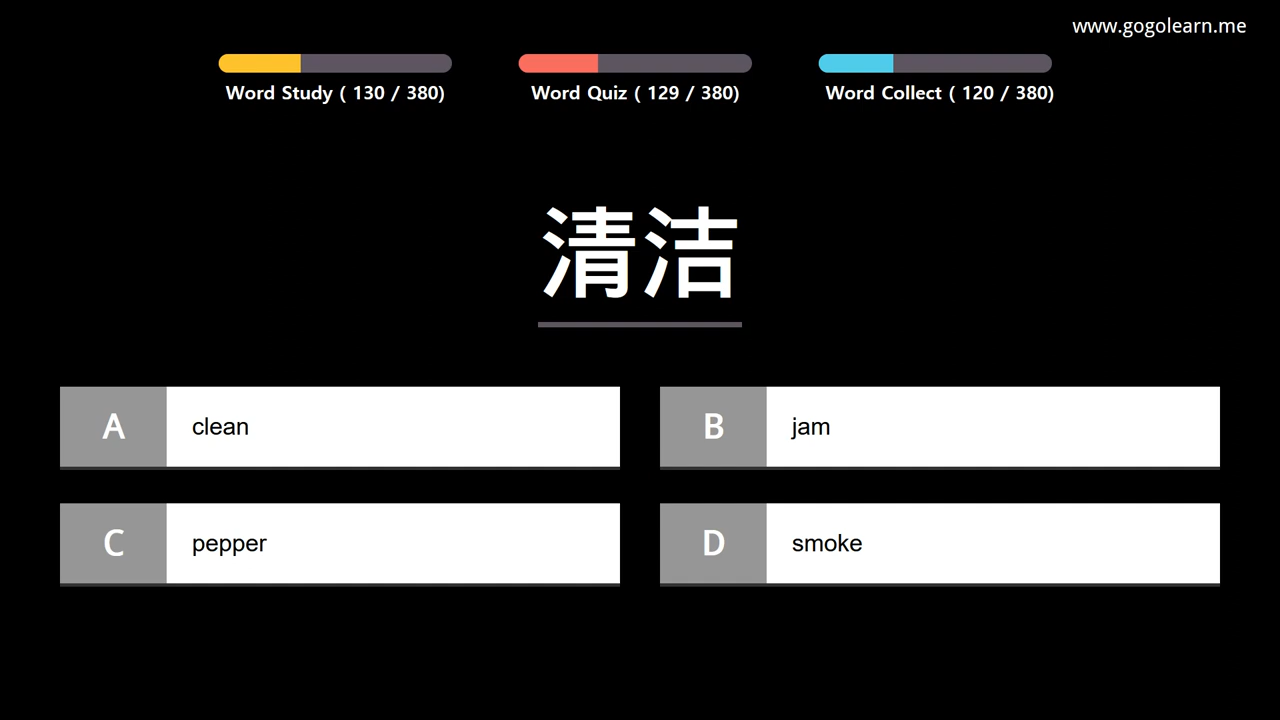 www.gogolearn.me
Word Study ( 130 / 380)
Word Quiz ( 129 / 380)
Word Collect ( 120 / 380)
清洁
A clean
B jam
C pepper
D smoke